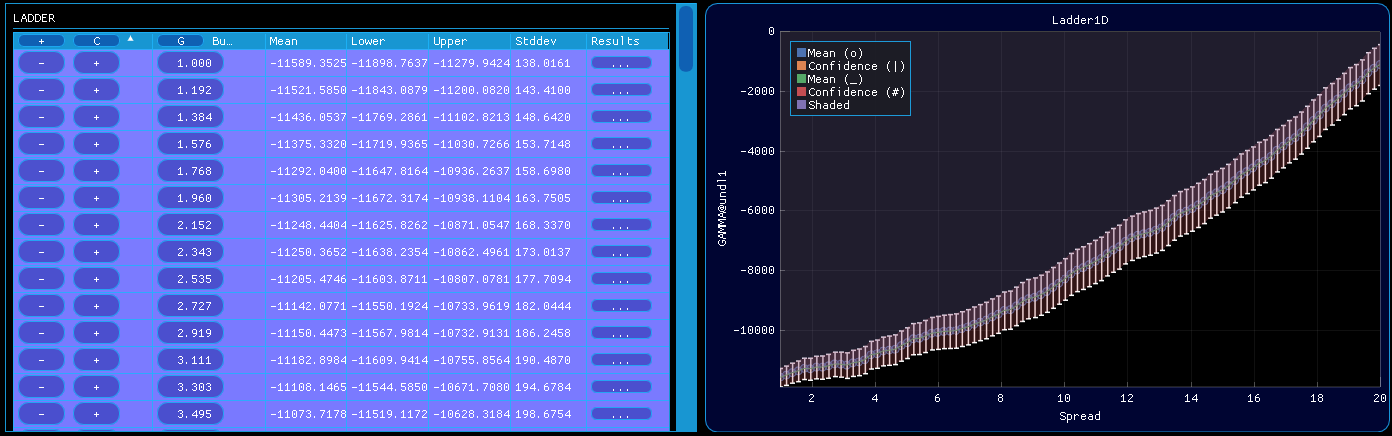 LADDER
+ C ▲ G Bu… Mean Lower Upper Stddev Results
- + 1.000 -11589.3525 -11898.7637 -11279.9424 138.0161 ...
- + 1.192 -11521.5850 -11843.0879 -11200.0820 143.4100 ...
- + 1.384 -11436.0537 -11769.2861 -11102.8213 148.6420 ...
- + 1.576 -11375.3320 -11719.9365 -11030.7266 153.7148 ...
- + 1.768 -11292.0400 -11647.8164 -10936.2637 158.6980 ...
- + 1.960 -11305.2139 -11672.3174 -10938.1104 163.7505 ...
- + 2.152 -11248.4404 -11625.8262 -10871.0547 168.3370 ...
- + 2.343 -11250.3652 -11638.2354 -10862.4961 173.0137 ...
- + 2.535 -11205.4746 -11603.8711 -10807.0781 177.7094 ...
- + 2.727 -11142.0771 -11550.1924 -10733.9619 182.0444 ...
- + 2.919 -11150.4473 -11567.9814 -10732.9131 186.2458 ...
- + 3.111 -11182.8984 -11609.9414 -10755.8564 190.4870 ...
- + 3.303 -11108.1465 -11544.5850 -10671.7080 194.6784 ...
- + 3.495 -11073.7178 -11519.1172 -10628.3184 198.6754 ...
Ladder1D
Mean (o)
Confidence (|)
Mean (_)
Confidence (#)
Shaded
0
-2000
-4000
-6000
-8000
-10000
GAMMA@undl1
2 4 6 8 10 12 14 16 18 20
Spread